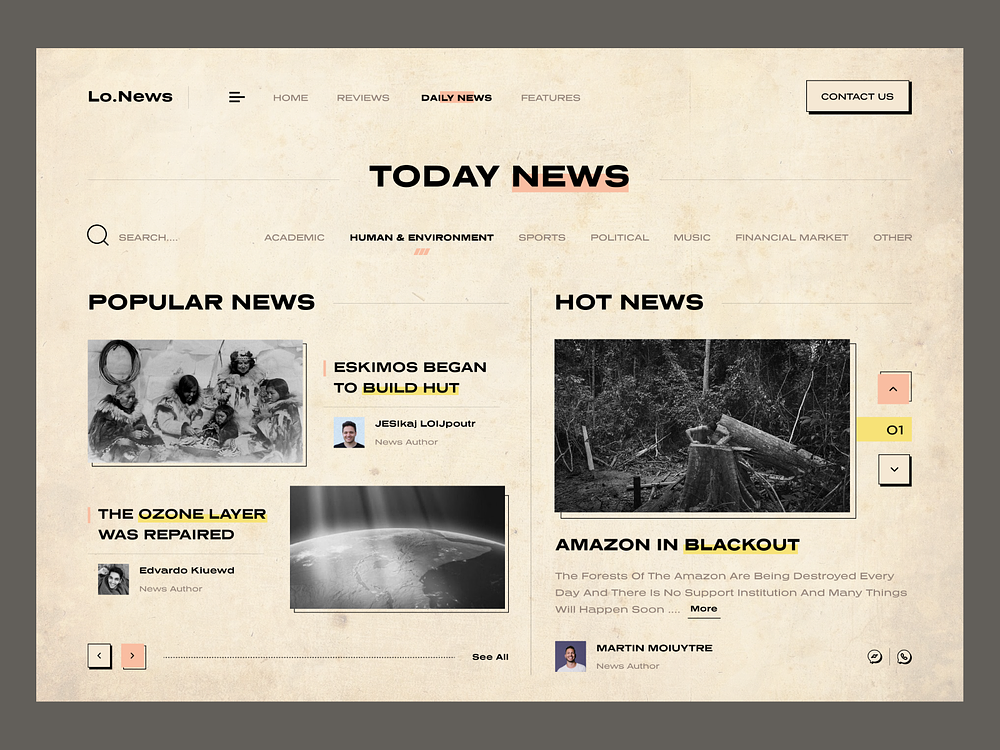 Lo.News
HOME
REVIEWS
DAILY NEWS
FEATURES
CONTACT US
TODAY NEWS
SEARCH....
ACADEMIC
HUMAN & ENVIRONMENT
SPORTS
POLITICAL
MUSIC
FINANCIAL MARKET
OTHER
POPULAR NEWS
ESKIMOS BEGAN
TO BUILD HUT
JESIkaj LOIJpoutr
News Author
THE OZONE LAYER
WAS REPAIRED
Edvardo Kiuewd
News Author
See All
HOT NEWS
01
AMAZON IN BLACKOUT
The Forests Of The Amazon Are Being Destroyed Every
Day And There Is No Support Institution And Many Things
Will Happen Soon .... More
MARTIN MOIUYTRE
News Author